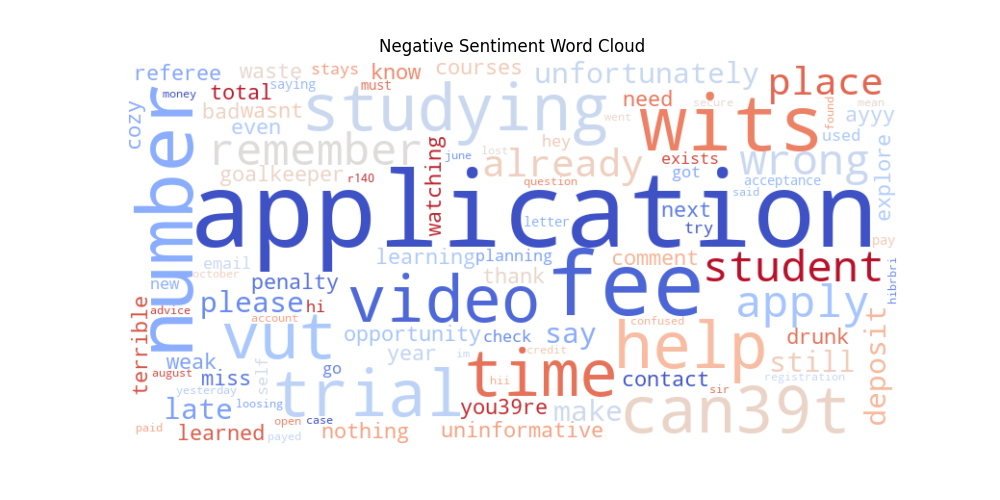 Negative Sentiment Word Cloud
referee waste stays know courses unfortunately place
money total saying must need secure found mean
cozy number bad wasnt studying went wits ayyy
even remember hey used
goalkeeper r140 watching june lost already exists wrong explore
question got acceptance
application said
letter next try
email learning planning comment student pay
october new penalty thank fee hibrbri
please hi video apply
advice account confused
terrible vut opportunity check say help drunk deposit
weak year im credit still
august miss self go time contact registration
yesterday trial hii sir
late loosing you39re make can39t
paid learned payed open case nothing uninformative